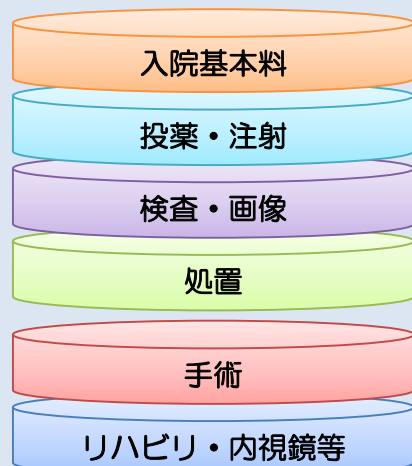 入院基本料
投薬・注射
検査・画像
処置
手術
リハビリ・内視鏡等